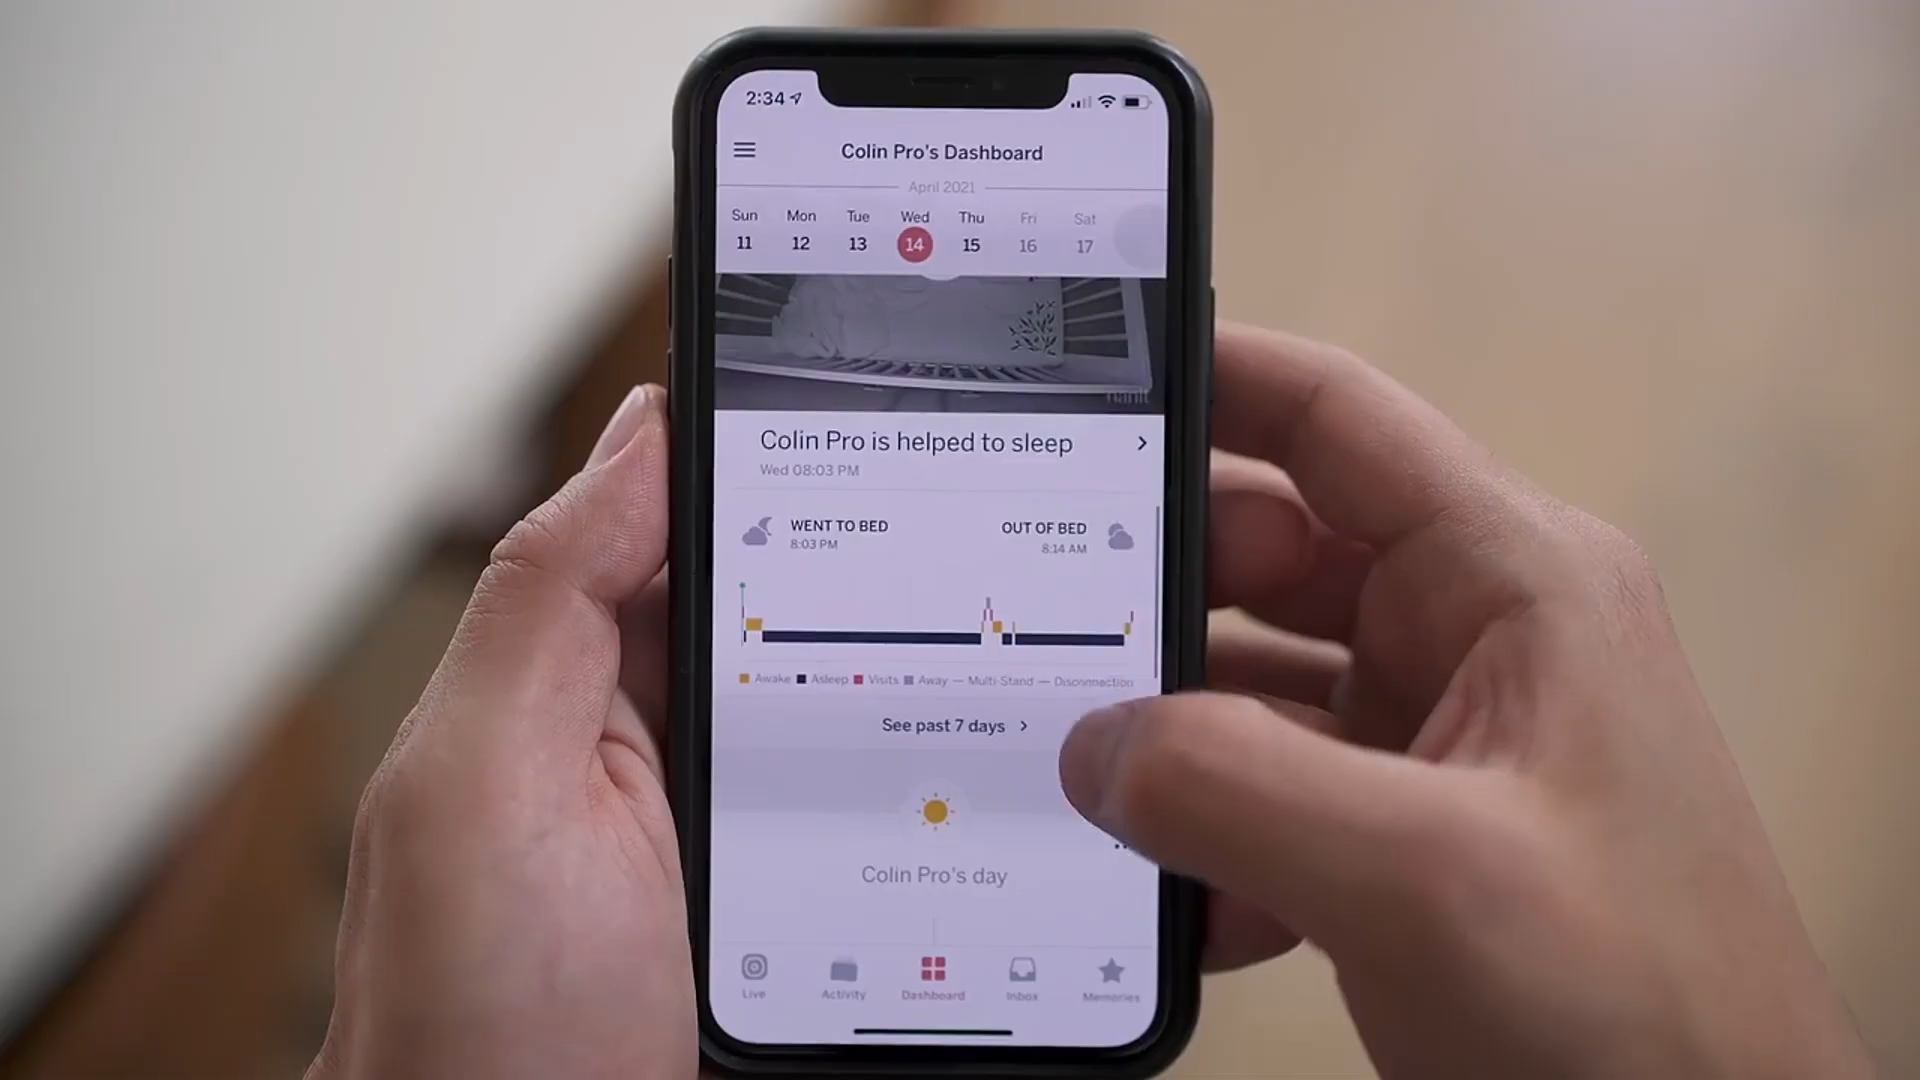 2:34
Colin Pro's Dashboard
April 2021
Sun Mon Tue Wed Thu Fri Sat
11 12 13 14 15 16 17
nanit
Colin Pro is helped to sleep
Wed 08:03 PM
WENT TO BED OUT OF BED
8:03 PM 8:14 AM
Awake Asleep Visits Away — Multi-Stand — Disconnection
See past 7 days
Colin Pro's day
Live Activity Dashboard Inbox Memories